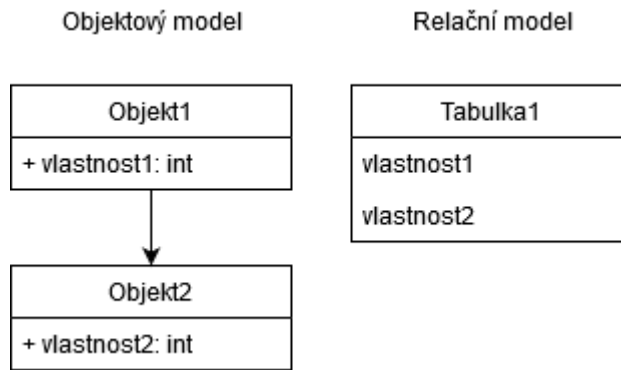 Objektový model
Relační model
Objekt1
+ vlastnost1: int
Objekt2
+ vlastnost2: int
Tabulka1
vlastnost1
vlastnost2